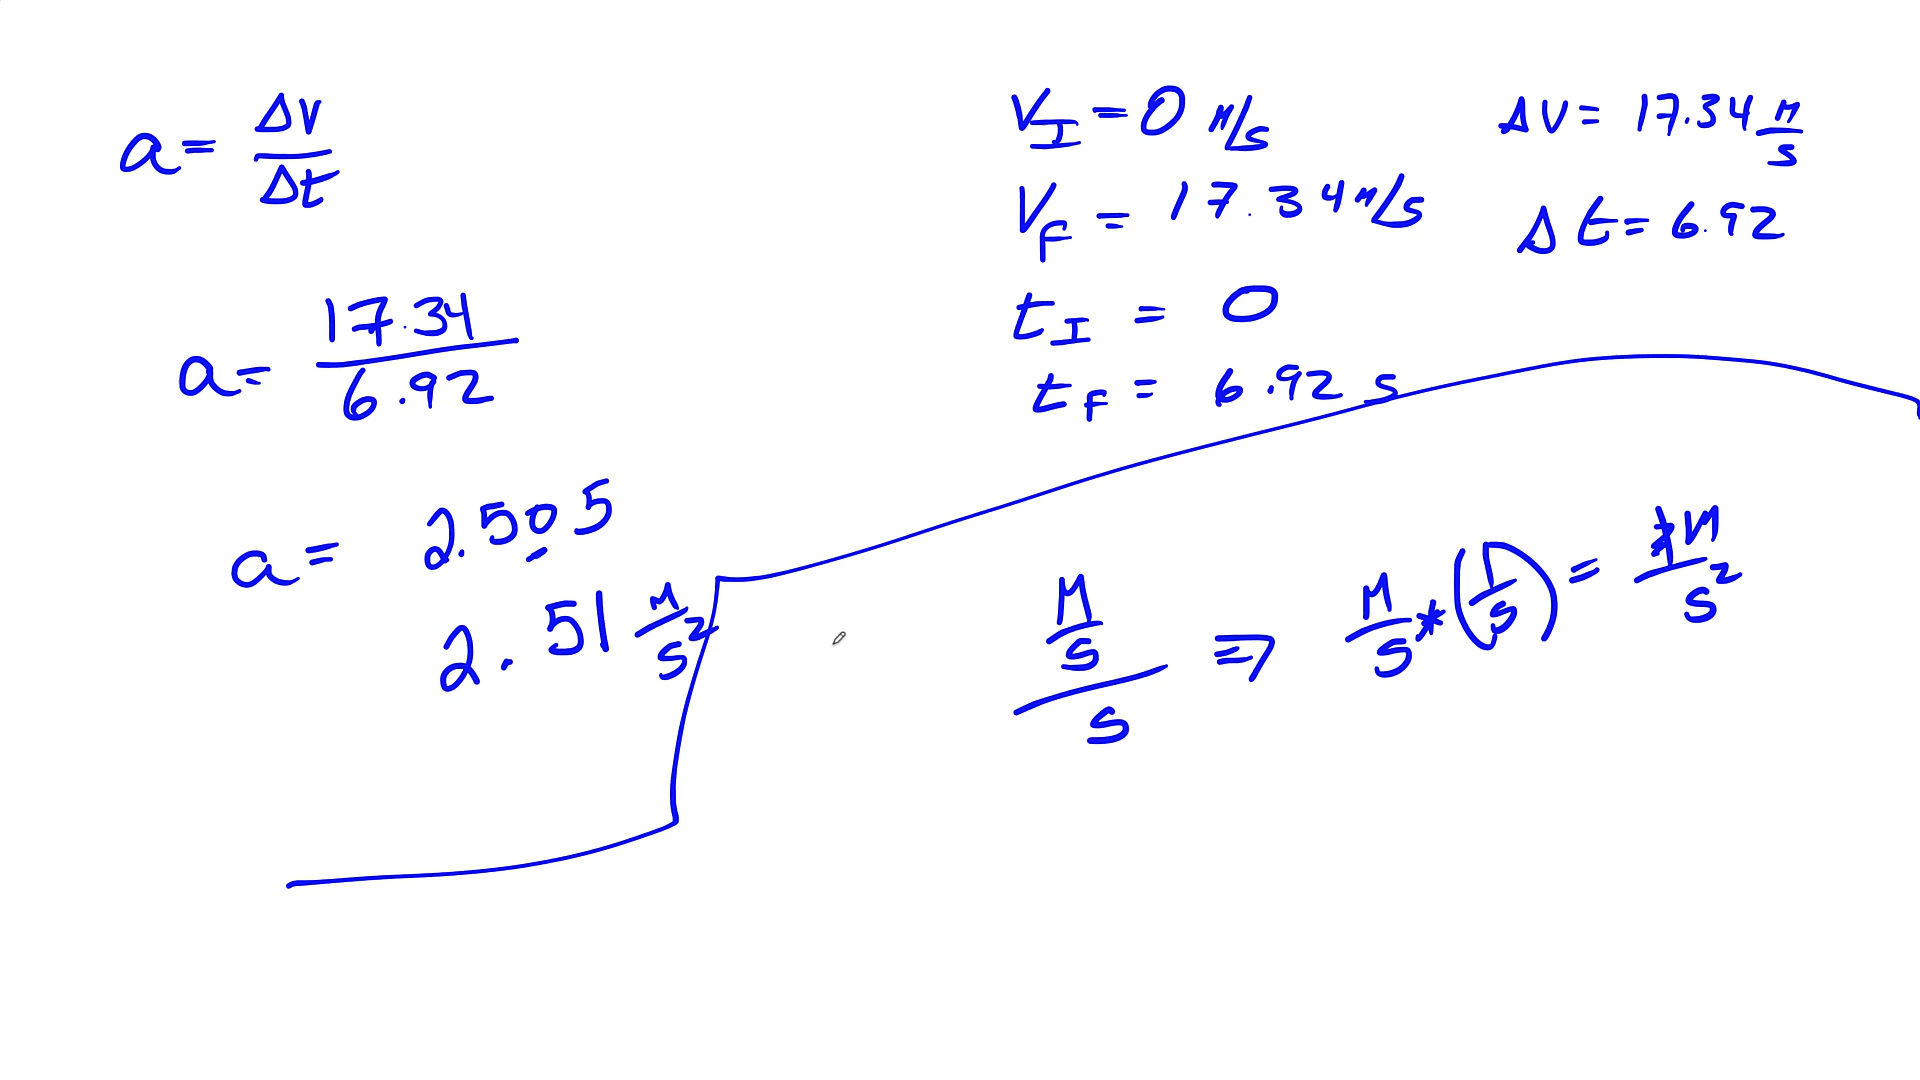 a = Δv/Δt
a = 17.34/6.92
a = 2.505
2.51 M/s²
V_I = 0 M/s
V_F = 17.34 M/s
t_I = 0
t_F = 6.92 s
ΔV = 17.34 M/s
Δt = 6.92
(M/s)/s ⇒ M/s * (1/s) = 1M/s²